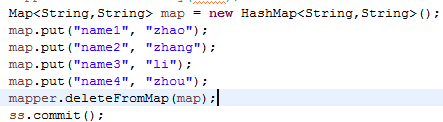 Map<String,String> map = new HashMap<String,String>();
map.put("name1", "zhao");
map.put("name2", "zhang");
map.put("name3", "li");
map.put("name4", "zhou");
mapper.deleteFromMap(map);
ss.commit();